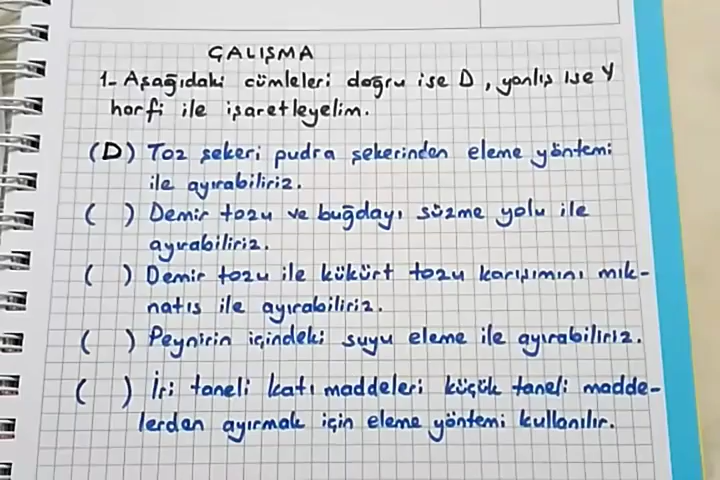 ÇALIŞMA
1- Aşağıdaki cümleleri doğru ise D, yanlış ise Y
harfi ile işaretleyelim.
(D) Toz şekeri pudra şekerinden eleme yöntemi
ile ayırabiliriz.
( ) Demir tozu ve buğdayı süzme yolu ile
ayırabiliriz.
( ) Demir tozu ile kükürt tozu karışımını mık-
natıs ile ayırabiliriz.
( ) Peynirin içindeki suyu eleme ile ayırabiliriz.
( ) İri taneli katı maddeleri küçük taneli madde-
lerden ayırmak için eleme yöntemi kullanılır.